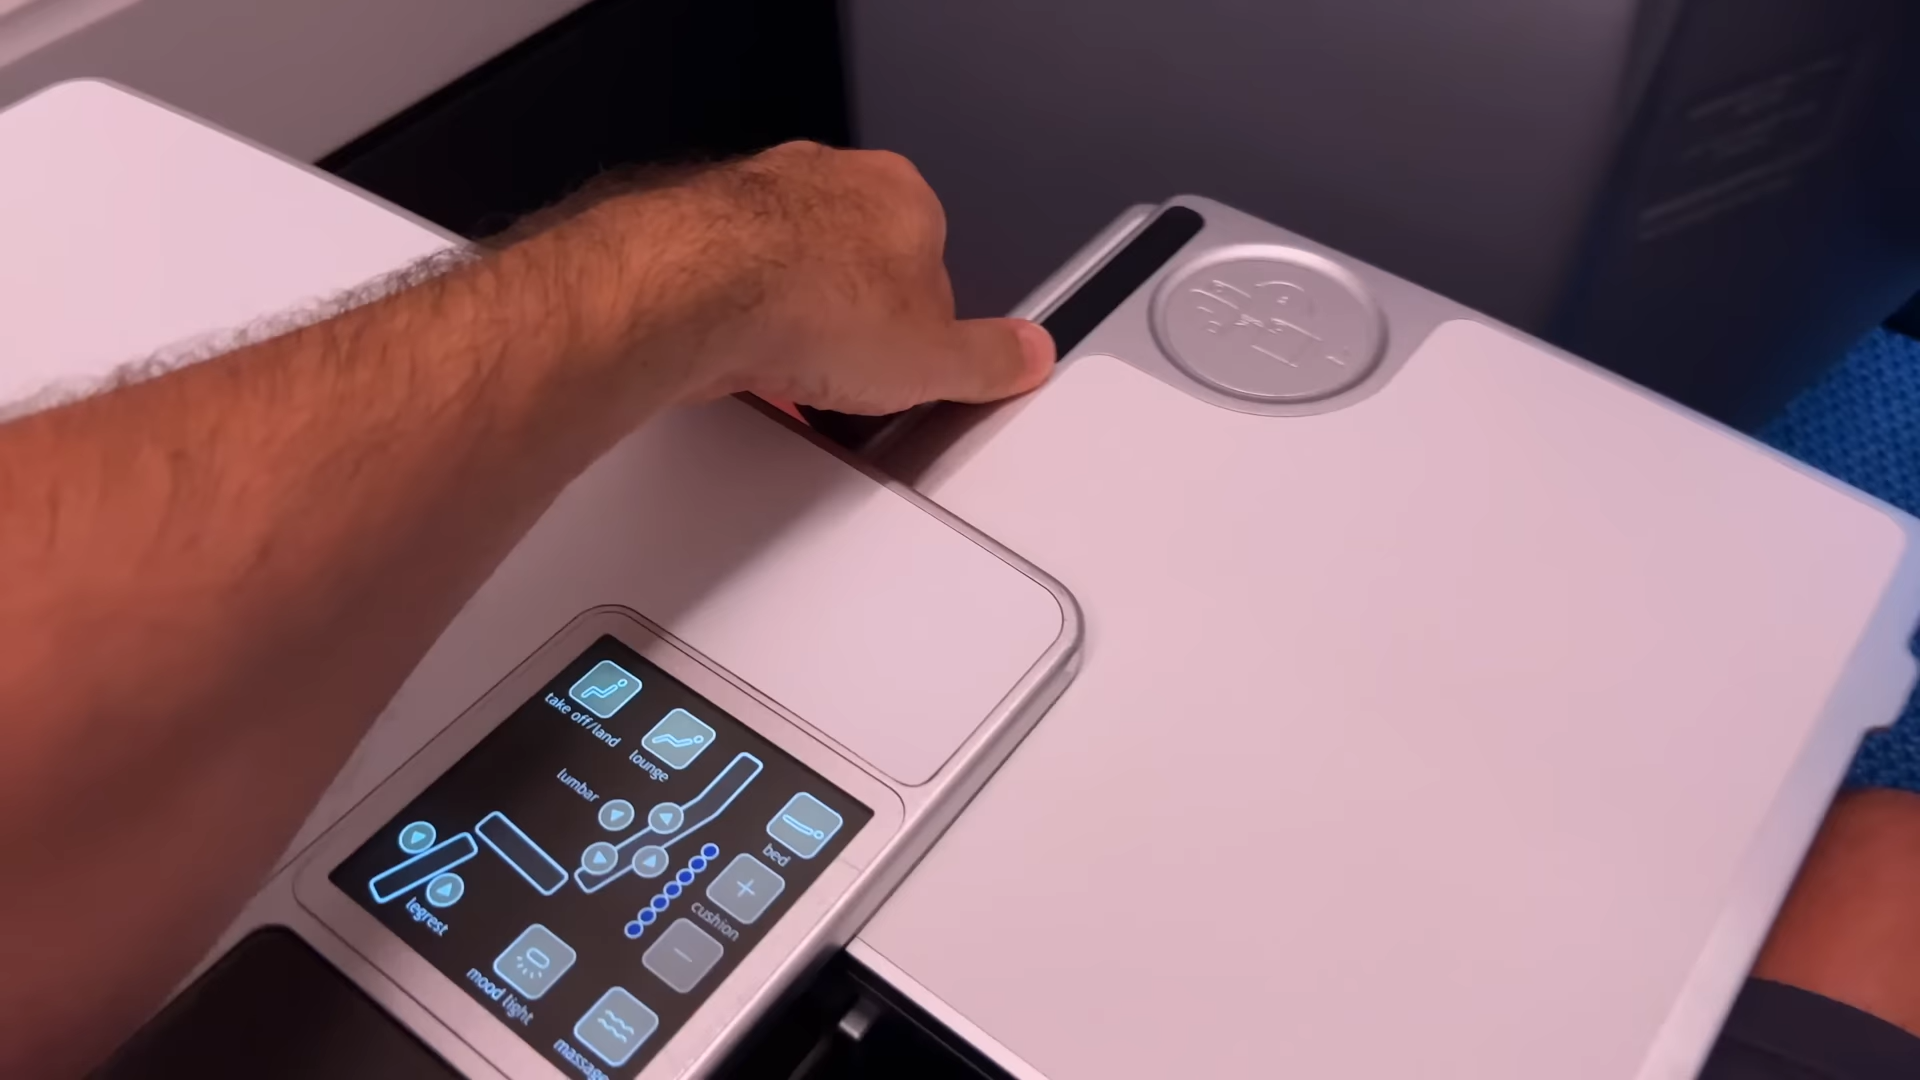 take off/land
lounge
lumbar
bed
cushion
legrest
mood light
massage